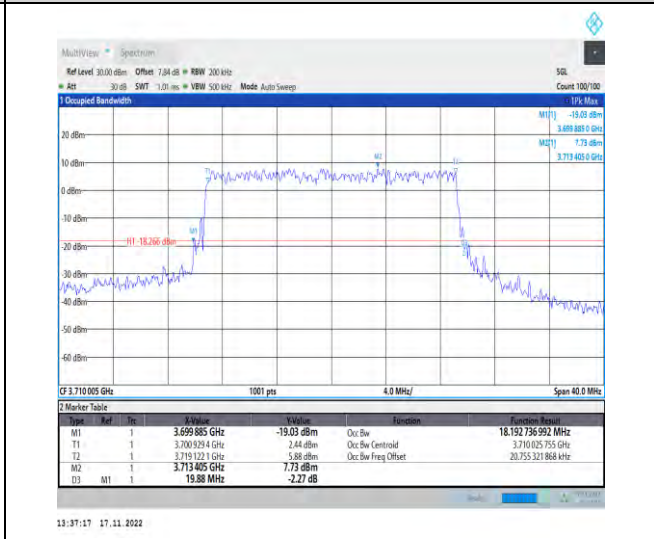 MultiView Spectrum
Ref Level 30.00 dBm Offset 7.84 dB RBW 200 kHz SGL
Att 30 dB SWT 1.01 ms VBW 500 kHz Mode Auto Sweep Count 100/100
1 Occupied Bandwidth 1Pk Max
M1[1] -19.03 dBm
3.699 885 0 GHz
M2[1] 7.73 dBm
3.713 405 0 GHz
20 dBm
10 dBm
M2
T1
0 dBm
-10 dBm
M1
H1 -18.266 dBm
-20 dBm
-30 dBm
-40 dBm
-50 dBm
-60 dBm
CF 3.710 005 GHz 1001 pts 4.0 MHz/ Span 40.0 MHz
2 Marker Table
Type Ref Trc X-Value Y-Value Function Function Result
M1 1 3.699 885 GHz -19.03 dBm Occ Bw 18.192 736 992 MHz
T1 1 3.700 929 4 GHz 2.44 dBm Occ Bw Centroid 3.710 025 755 GHz
T2 1 3.719 122 1 GHz 5.88 dBm Occ Bw Freq Offset 20.755 321 868 kHz
M2 1 3.713 405 GHz 7.73 dBm
D3 M1 1 19.88 MHz -2.27 dB
13:37:17 17.11.2022